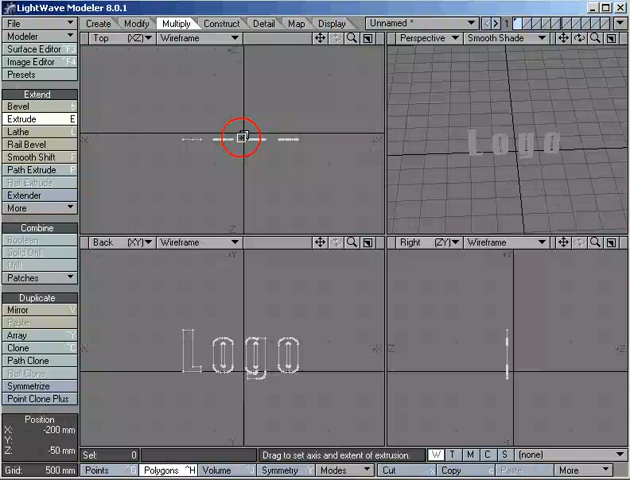 LightWave Modeler 8.0.1
File
Create Modify Multiply Construct Detail Map Display Unnamed * 1
Modeler
Surface Editor F3
Image Editor ^F4
Presets
Extend
Bevel b
Extrude E
Lathe L
Rail Bevel
Smooth Shift F
Path Extrude P
Rail Extrude r
Extender
More
Combine
Boolean
Solid Drill
Drill
Patches
Duplicate
Mirror V
Paste
Array ^Y
Clone ^C
Path Clone
Rail Clone
Symmetrize
Point Clone Plus
Position
X: -200 mm
Y:
Z: -50 mm
Grid: 500 mm
Top (XZ) Wireframe
Perspective Smooth Shade
Logo
Back (XY) Wireframe
Logo
Right (ZY) Wireframe
Sel: 0
Drag to set axis and extent of extrusion.
W T M C S (none)
Points ^G Polygons ^H Volume ^J Symmetry Y Modes Cut x Copy c Paste v More